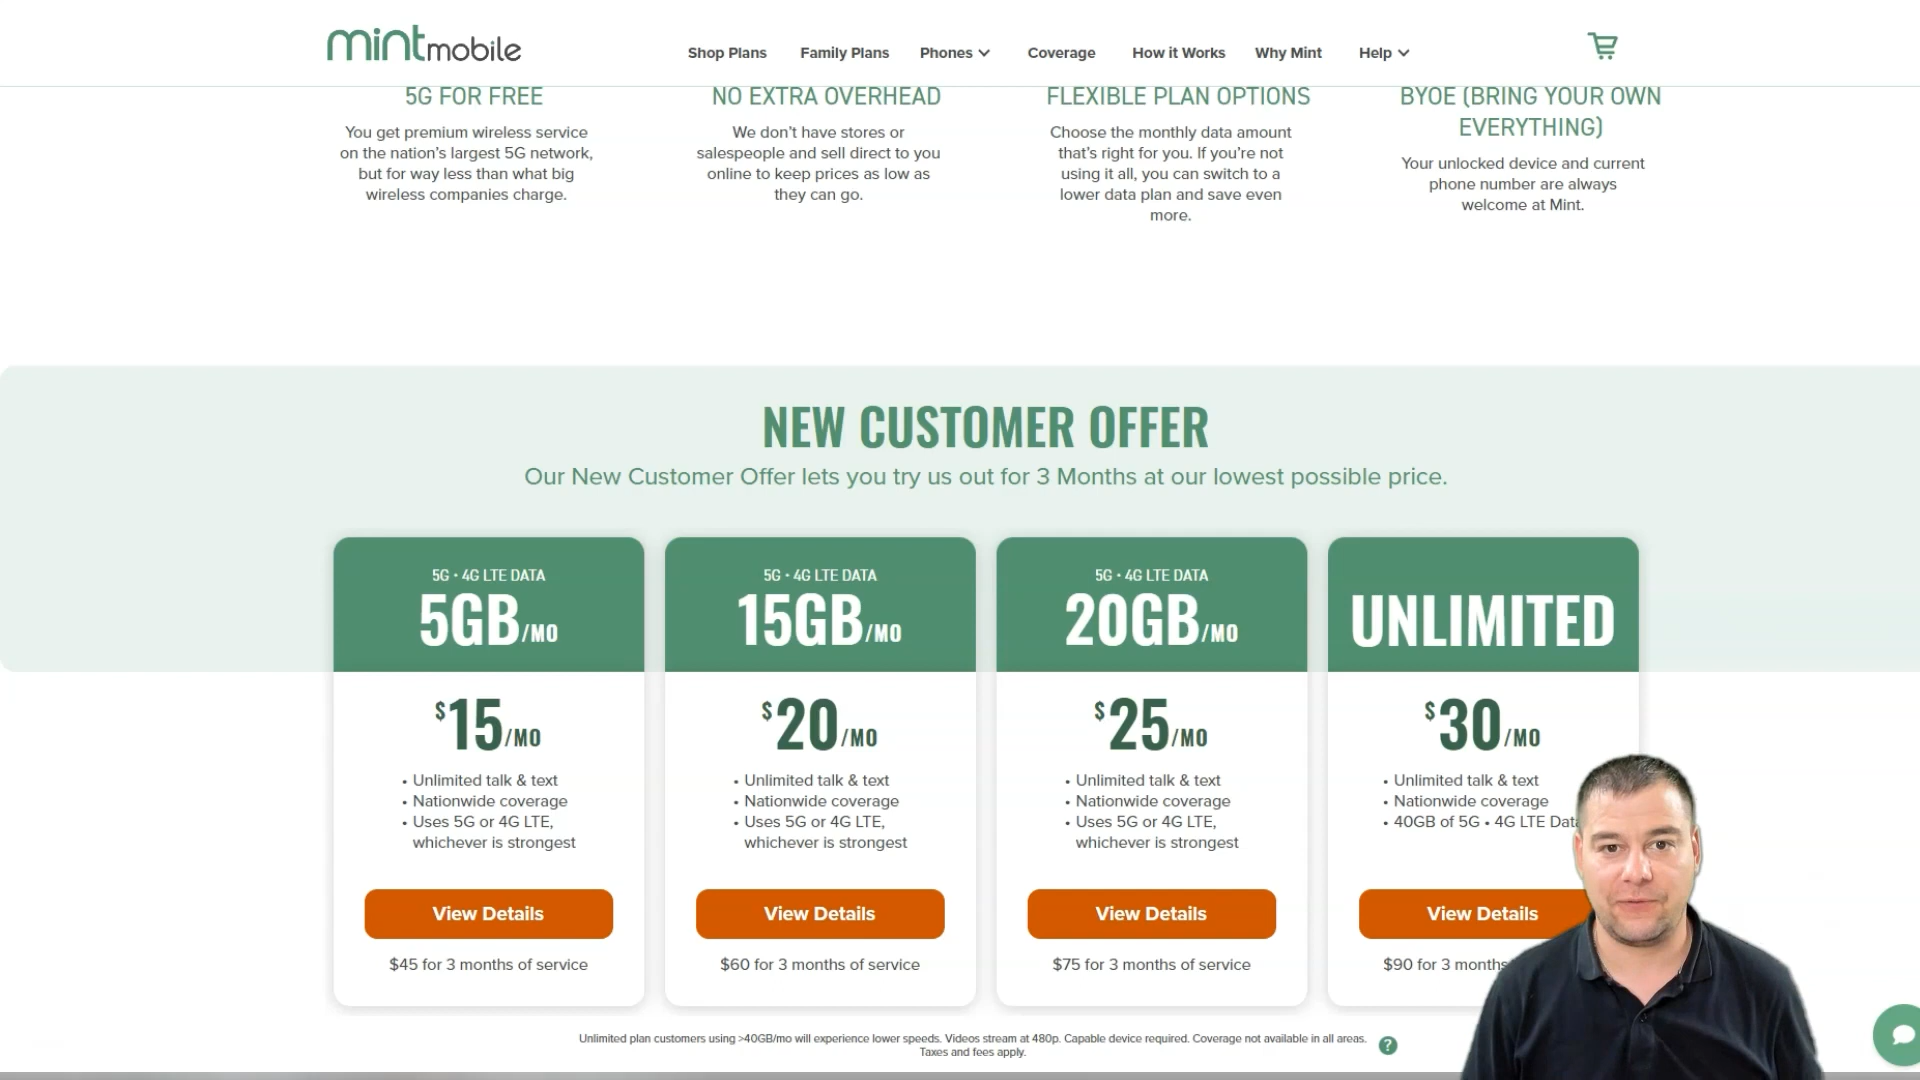 mint mobile
Shop Plans Family Plans Phones Coverage How it Works Why Mint Help
5G FOR FREE
You get premium wireless service
on the nation's largest 5G network,
but for way less than what big
wireless companies charge.
NO EXTRA OVERHEAD
We don't have stores or
salespeople and sell direct to you
online to keep prices as low as
they can go.
FLEXIBLE PLAN OPTIONS
Choose the monthly data amount
that's right for you. If you're not
using it all, you can switch to a
lower data plan and save even
more.
BYOE (BRING YOUR OWN
EVERYTHING)
Your unlocked device and current
phone number are always
welcome at Mint.
NEW CUSTOMER OFFER
Our New Customer Offer lets you try us out for 3 Months at our lowest possible price.
5G • 4G LTE DATA
5GB/MO
$15/MO
• Unlimited talk & text
• Nationwide coverage
• Uses 5G or 4G LTE,
whichever is strongest
View Details
$45 for 3 months of service
5G • 4G LTE DATA
15GB/MO
$20/MO
• Unlimited talk & text
• Nationwide coverage
• Uses 5G or 4G LTE,
whichever is strongest
View Details
$60 for 3 months of service
5G • 4G LTE DATA
20GB/MO
$25/MO
• Unlimited talk & text
• Nationwide coverage
• Uses 5G or 4G LTE,
whichever is strongest
View Details
$75 for 3 months of service
UNLIMITED
$30/MO
• Unlimited talk & text
• Nationwide coverage
• 40GB of 5G • 4G LTE Data
View Details
$90 for 3 months
Unlimited plan customers using >40GB/mo will experience lower speeds. Videos stream at 480p. Capable device required. Coverage not available in all areas.
Taxes and fees apply.
?